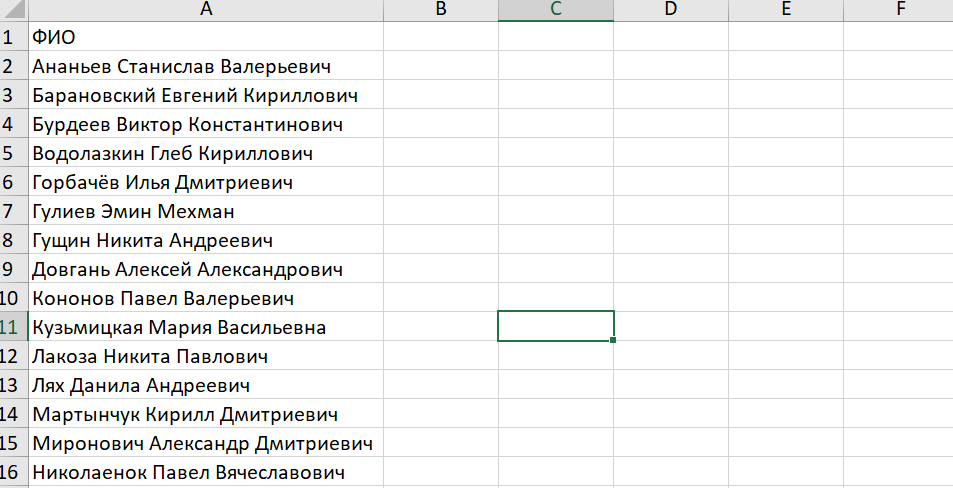 A B C D E F
1 ФИО
2 Ананьев Станислав Валерьевич
3 Барановский Евгений Кириллович
4 Бурдеев Виктор Константинович
5 Водолазкин Глеб Кириллович
6 Горбачёв Илья Дмитриевич
7 Гулиев Эмин Мехман
8 Гущин Никита Андреевич
9 Довгань Алексей Александрович
10 Кононов Павел Валерьевич
11 Кузьмицкая Мария Васильевна
12 Лакоза Никита Павлович
13 Лях Данила Андреевич
14 Мартынчук Кирилл Дмитриевич
15 Миронович Александр Дмитриевич
16 Николаенок Павел Вячеславович